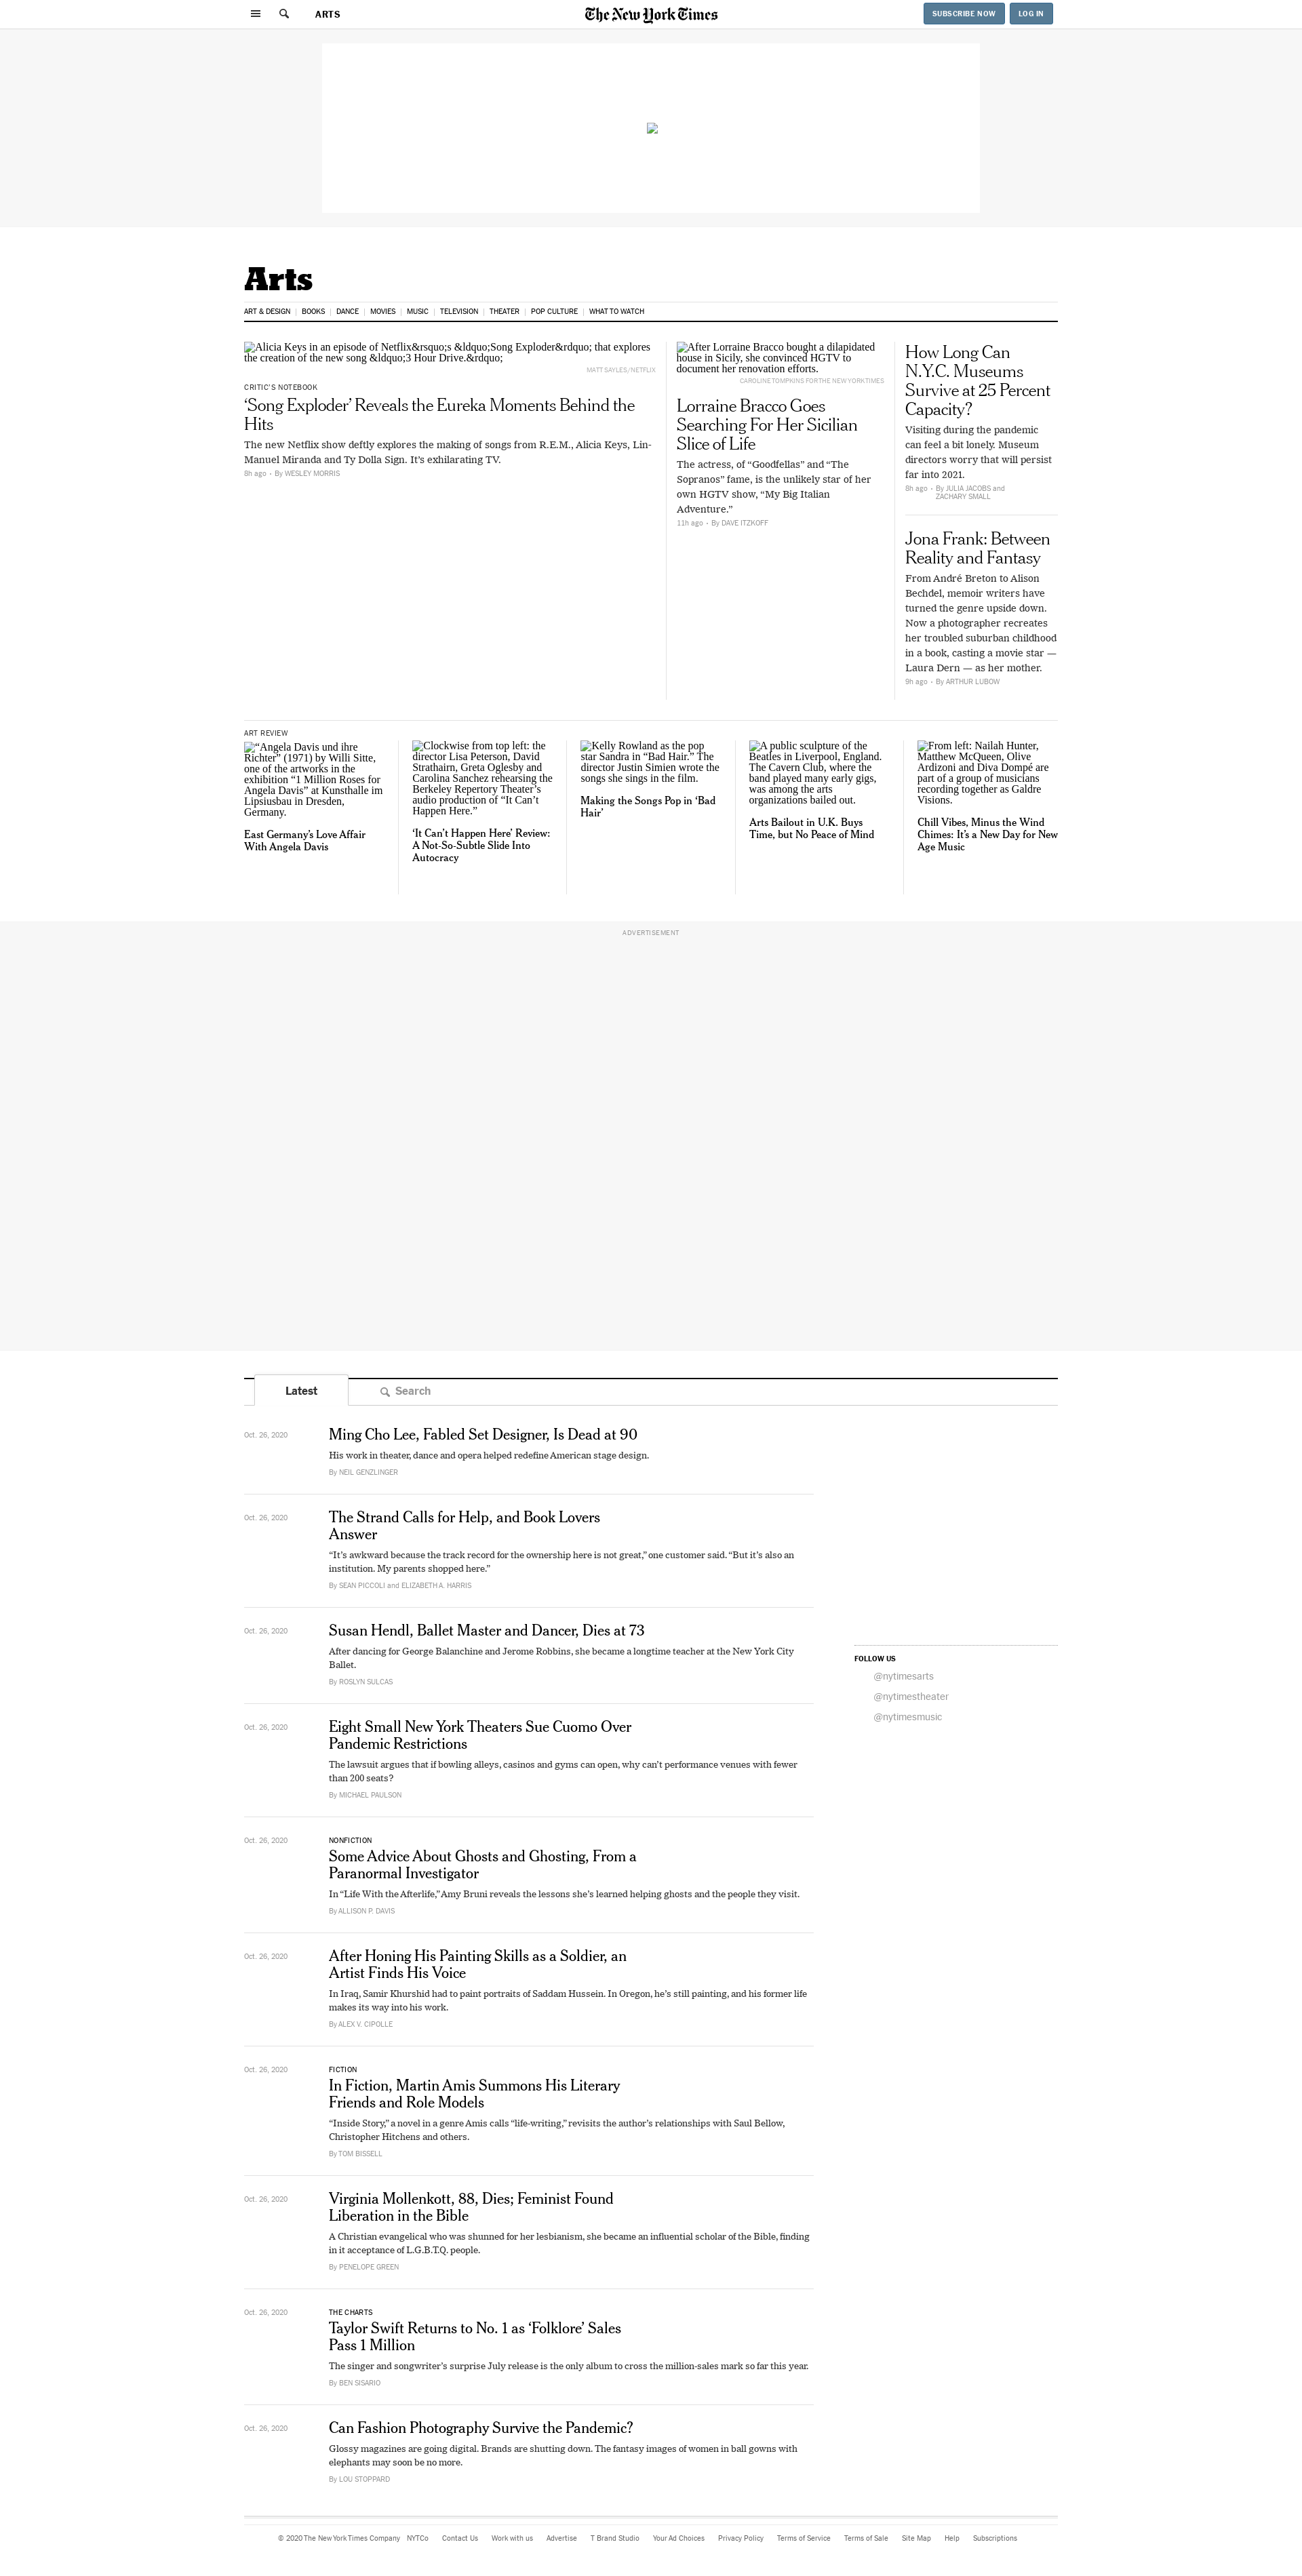 ARTS
The New York Times
SUBSCRIBE NOW
LOG IN
Arts
ART & DESIGN
BOOKS
DANCE
MOVIES
MUSIC
TELEVISION
THEATER
POP CULTURE
WHAT TO WATCH
Alicia Keys in an episode of Netflix&rsquo;s &ldquo;Song Exploder&rdquo; that explores
the creation of the new song &ldquo;3 Hour Drive.&rdquo;
MATT SAYLES/NETFLIX
CRITIC'S NOTEBOOK
‘Song Exploder’ Reveals the Eureka Moments Behind the
Hits
The new Netflix show deftly explores the making of songs from R.E.M., Alicia Keys, Lin-
Manuel Miranda and Ty Dolla Sign. It’s exhilarating TV.
8h ago • By WESLEY MORRIS
After Lorraine Bracco bought a dilapidated
house in Sicily, she convinced HGTV to
document her renovation efforts.
CAROLINE TOMPKINS FOR THE NEW YORK TIMES
Lorraine Bracco Goes
Searching For Her Sicilian
Slice of Life
The actress, of “Goodfellas” and “The
Sopranos” fame, is the unlikely star of her
own HGTV show, “My Big Italian
Adventure.”
11h ago • By DAVE ITZKOFF
How Long Can
N.Y.C. Museums
Survive at 25 Percent
Capacity?
Visiting during the pandemic
can feel a bit lonely. Museum
directors worry that will persist
far into 2021.
8h ago • By JULIA JACOBS and
ZACHARY SMALL
Jona Frank: Between
Reality and Fantasy
From André Breton to Alison
Bechdel, memoir writers have
turned the genre upside down.
Now a photographer recreates
her troubled suburban childhood
in a book, casting a movie star —
Laura Dern — as her mother.
9h ago • By ARTHUR LUBOW
ART REVIEW
“Angela Davis und ihre
Richter” (1971) by Willi Sitte,
one of the artworks in the
exhibition “1 Million Roses for
Angela Davis” at Kunsthalle im
Lipsiusbau in Dresden,
Germany.
East Germany’s Love Affair
With Angela Davis
Clockwise from top left: the
director Lisa Peterson, David
Strathairn, Greta Oglesby and
Carolina Sanchez rehearsing the
Berkeley Repertory Theater’s
audio production of “It Can’t
Happen Here.”
‘It Can’t Happen Here’ Review:
A Not-So-Subtle Slide Into
Autocracy
Kelly Rowland as the pop
star Sandra in “Bad Hair.” The
director Justin Simien wrote the
songs she sings in the film.
Making the Songs Pop in ‘Bad
Hair’
A public sculpture of the
Beatles in Liverpool, England.
The Cavern Club, where the
band played many early gigs,
was among the arts
organizations bailed out.
Arts Bailout in U.K. Buys
Time, but No Peace of Mind
From left: Nailah Hunter,
Matthew McQueen, Olive
Ardizoni and Diva Dompé are
part of a group of musicians
recording together as Galdre
Visions.
Chill Vibes, Minus the Wind
Chimes: It’s a New Day for New
Age Music
ADVERTISEMENT
Latest
Search
Oct. 26, 2020
Ming Cho Lee, Fabled Set Designer, Is Dead at 90
His work in theater, dance and opera helped redefine American stage design.
By NEIL GENZLINGER
Oct. 26, 2020
The Strand Calls for Help, and Book Lovers
Answer
“It’s awkward because the track record for the ownership here is not great,” one customer said. “But it’s also an
institution. My parents shopped here.”
By SEAN PICCOLI and ELIZABETH A. HARRIS
Oct. 26, 2020
Susan Hendl, Ballet Master and Dancer, Dies at 73
After dancing for George Balanchine and Jerome Robbins, she became a longtime teacher at the New York City
Ballet.
By ROSLYN SULCAS
FOLLOW US
@nytimesarts
@nytimestheater
@nytimesmusic
Oct. 26, 2020
Eight Small New York Theaters Sue Cuomo Over
Pandemic Restrictions
The lawsuit argues that if bowling alleys, casinos and gyms can open, why can’t performance venues with fewer
than 200 seats?
By MICHAEL PAULSON
Oct. 26, 2020
NONFICTION
Some Advice About Ghosts and Ghosting, From a
Paranormal Investigator
In “Life With the Afterlife,” Amy Bruni reveals the lessons she’s learned helping ghosts and the people they visit.
By ALLISON P. DAVIS
Oct. 26, 2020
After Honing His Painting Skills as a Soldier, an
Artist Finds His Voice
In Iraq, Samir Khurshid had to paint portraits of Saddam Hussein. In Oregon, he’s still painting, and his former life
makes its way into his work.
By ALEX V. CIPOLLE
Oct. 26, 2020
FICTION
In Fiction, Martin Amis Summons His Literary
Friends and Role Models
“Inside Story,” a novel in a genre Amis calls “life-writing,” revisits the author’s relationships with Saul Bellow,
Christopher Hitchens and others.
By TOM BISSELL
Oct. 26, 2020
Virginia Mollenkott, 88, Dies; Feminist Found
Liberation in the Bible
A Christian evangelical who was shunned for her lesbianism, she became an influential scholar of the Bible, finding
in it acceptance of L.G.B.T.Q. people.
By PENELOPE GREEN
Oct. 26, 2020
THE CHARTS
Taylor Swift Returns to No. 1 as ‘Folklore’ Sales
Pass 1 Million
The singer and songwriter’s surprise July release is the only album to cross the million-sales mark so far this year.
By BEN SISARIO
Oct. 26, 2020
Can Fashion Photography Survive the Pandemic?
Glossy magazines are going digital. Brands are shutting down. The fantasy images of women in ball gowns with
elephants may soon be no more.
By LOU STOPPARD
© 2020 The New York Times Company
NYTCo
Contact Us
Work with us
Advertise
T Brand Studio
Your Ad Choices
Privacy Policy
Terms of Service
Terms of Sale
Site Map
Help
Subscriptions